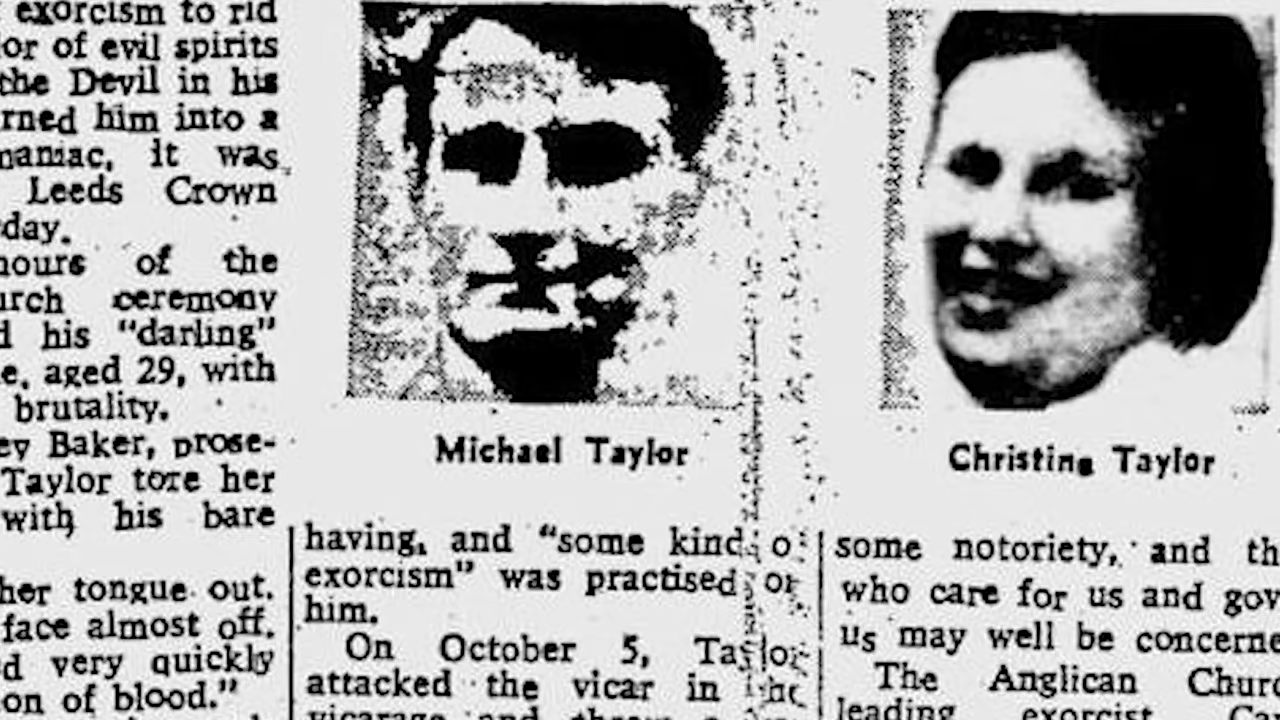 exorcism to rid
or of evil spirits
the Devil in his
rned him into a
maniac, it was
Leeds Crown
day.
hours of the
urch ceremony
d his "darling"
e, aged 29, with
brutality.
ey Baker, prose-
Taylor tore her
with his bare
her tongue out.
face almost off.
d very quickly
on of blood."
Michael Taylor
having, and "some kind o
exorcism" was practised on
him.
On October 5, Taylor
attacked the vicar in the
vicarage and threw a
Christine Taylor
some notoriety, and th
who care for us and gov
us may well be concerne
The Anglican Churc
leading exorcist, Ca